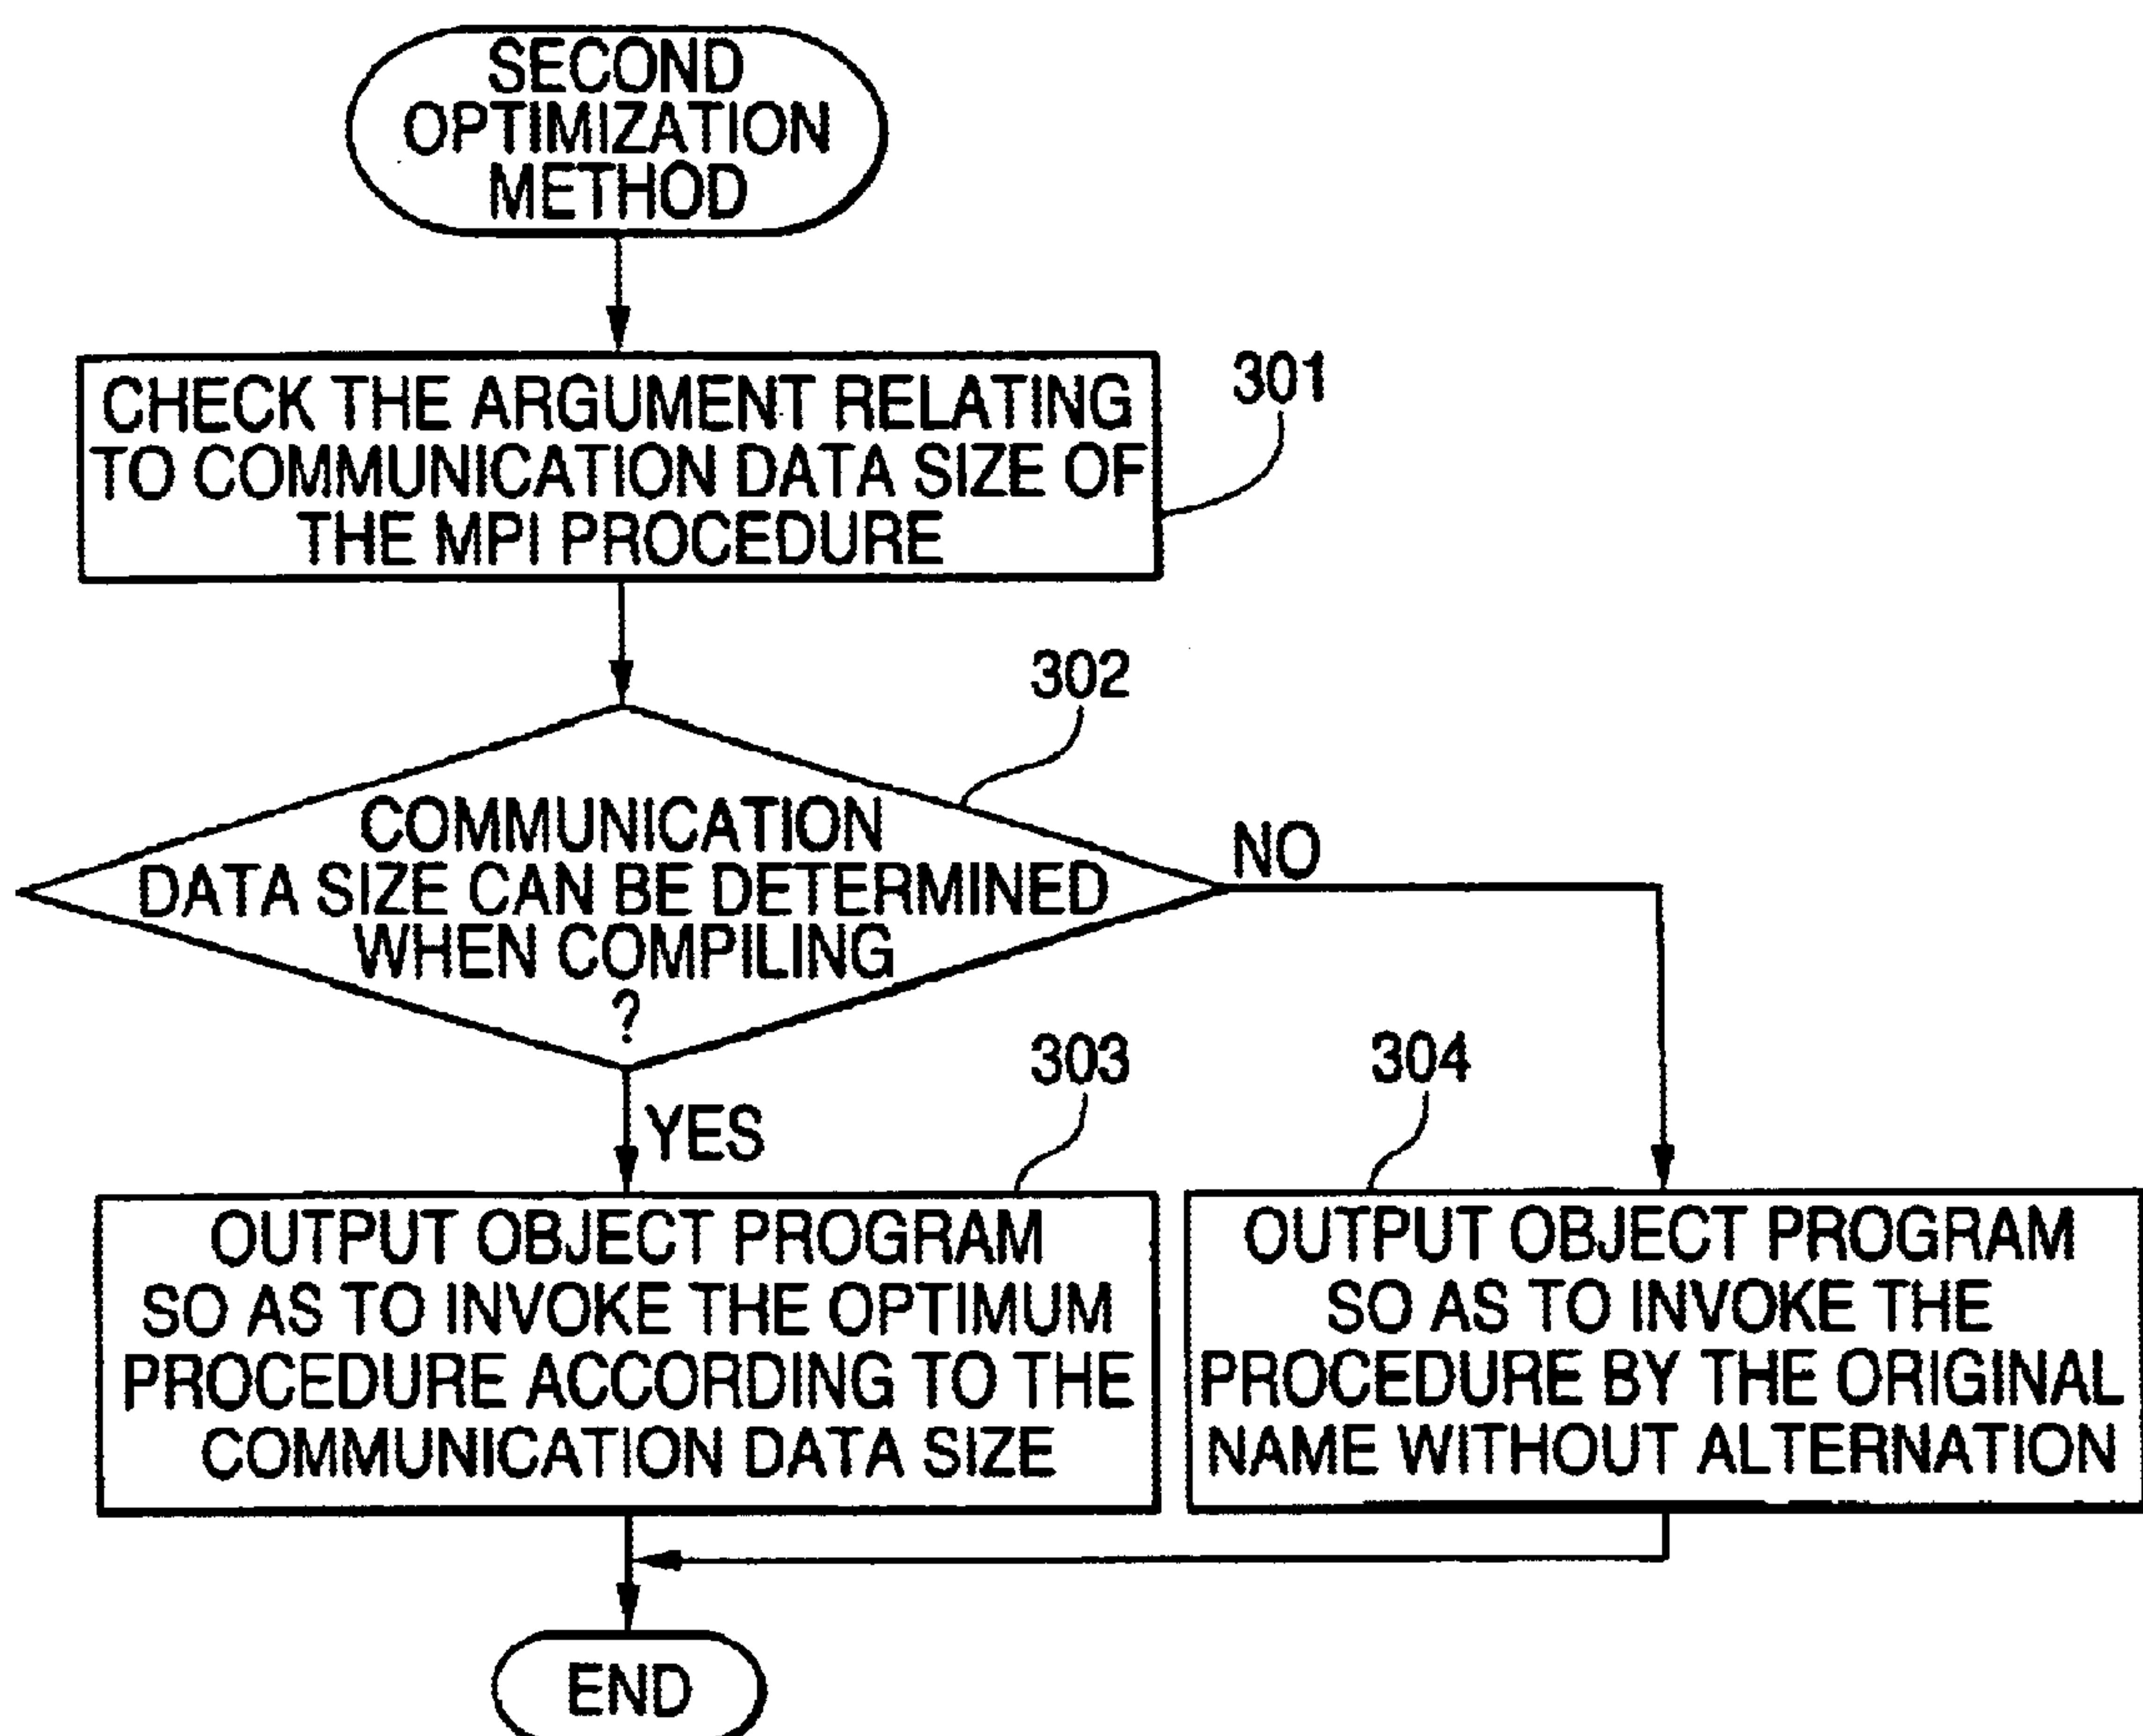 SECOND
OPTIMIZATION
METHOD
CHECK THE ARGUMENT RELATING
TO COMMUNICATION DATA SIZE OF
THE MPI PROCEDURE
301
302
COMMUNICATION
DATA SIZE CAN BE DETERMINED
WHEN COMPILING
?
NO
YES
303
304
OUTPUT OBJECT PROGRAM
SO AS TO INVOKE THE OPTIMUM
PROCEDURE ACCORDING TO THE
COMMUNICATION DATA SIZE
OUTPUT OBJECT PROGRAM
SO AS TO INVOKE THE
PROCEDURE BY THE ORIGINAL
NAME WITHOUT ALTERNATION
END